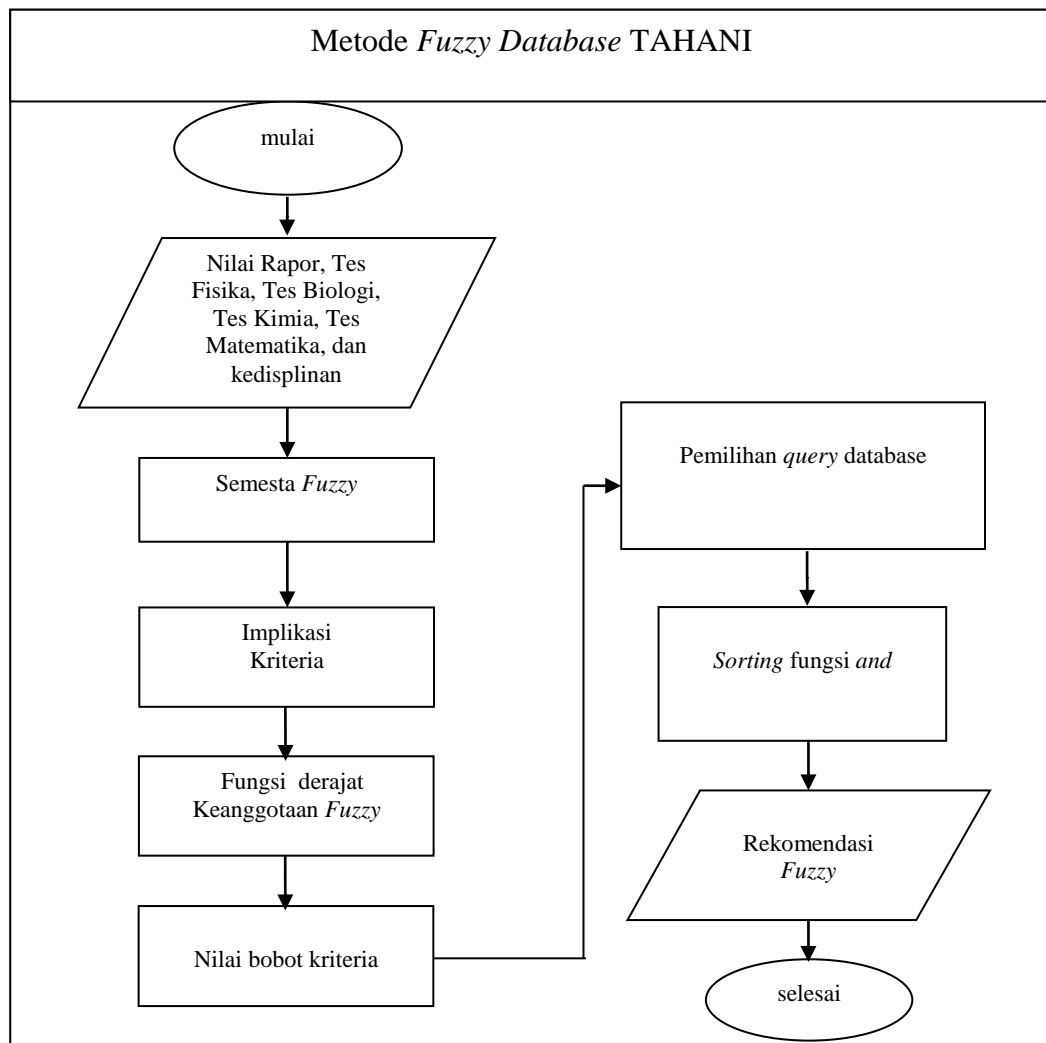 Metode Fuzzy Database TAHANI
mulai
Nilai Rapor, Tes
Fisika, Tes Biologi,
Tes Kimia, Tes
Matematika, dan
kedisplinan
Semesta Fuzzy
Implikasi
Kriteria
Fungsi derajat
Keanggotaan Fuzzy
Nilai bobot kriteria
Pemilihan query database
Sorting fungsi and
Rekomendasi
Fuzzy
selesai